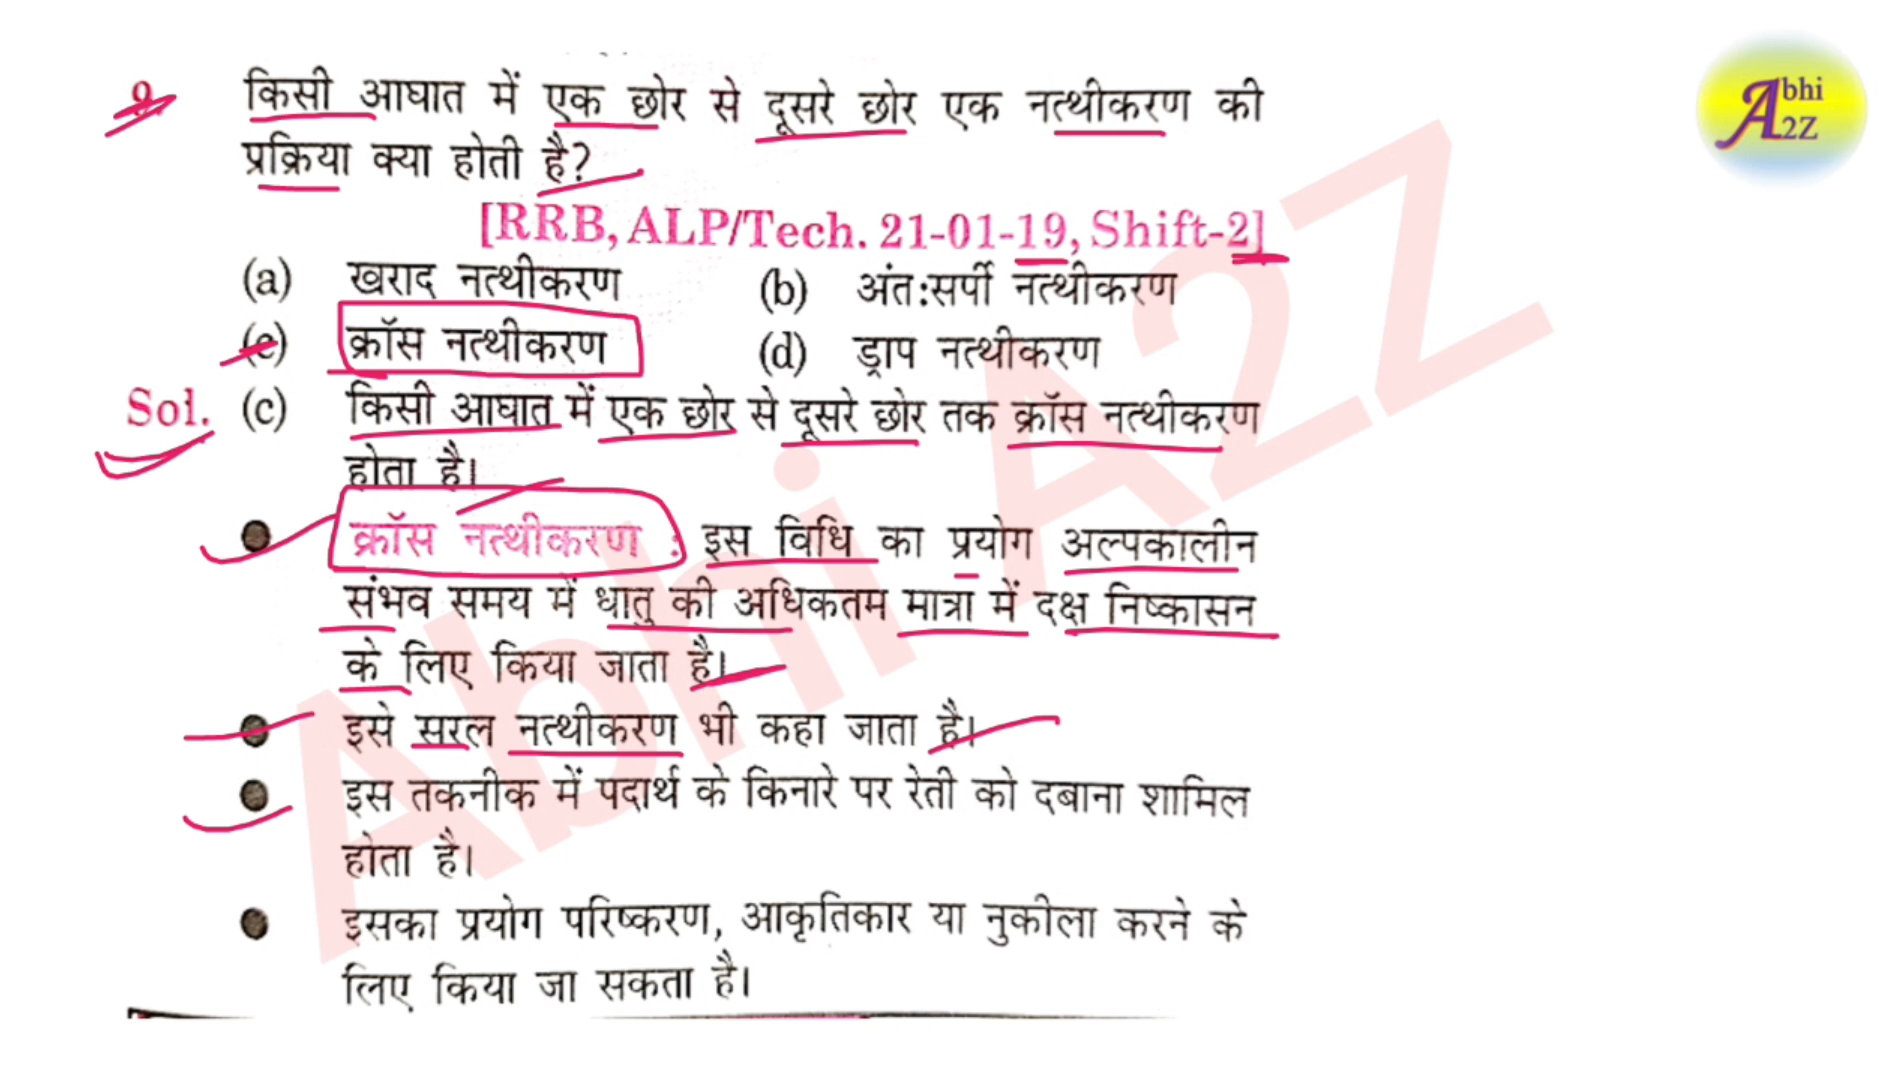 9. किसी आघात में एक छोर से दूसरे छोर एक नत्थीकरण की
प्रक्रिया क्या होती है?
[RRB, ALP/Tech. 21-01-19, Shift-2]
(a) खराद नत्थीकरण (b) अंत:सर्पी नत्थीकरण
(c) क्रॉस नत्थीकरण (d) ड्राप नत्थीकरण
Sol. (c) किसी आघात में एक छोर से दूसरे छोर तक क्रॉस नत्थीकरण
होता है।
● क्रॉस नत्थीकरण : इस विधि का प्रयोग अल्पकालीन
संभव समय में धातु की अधिकतम मात्रा में दक्ष निष्कासन
के लिए किया जाता है।
● इसे सरल नत्थीकरण भी कहा जाता है।
● इस तकनीक में पदार्थ के किनारे पर रेती को दबाना शामिल
होता है।
● इसका प्रयोग परिष्करण, आकृतिकार या नुकीला करने के
लिए किया जा सकता है।
Abhi A2Z
Abhi
A2Z